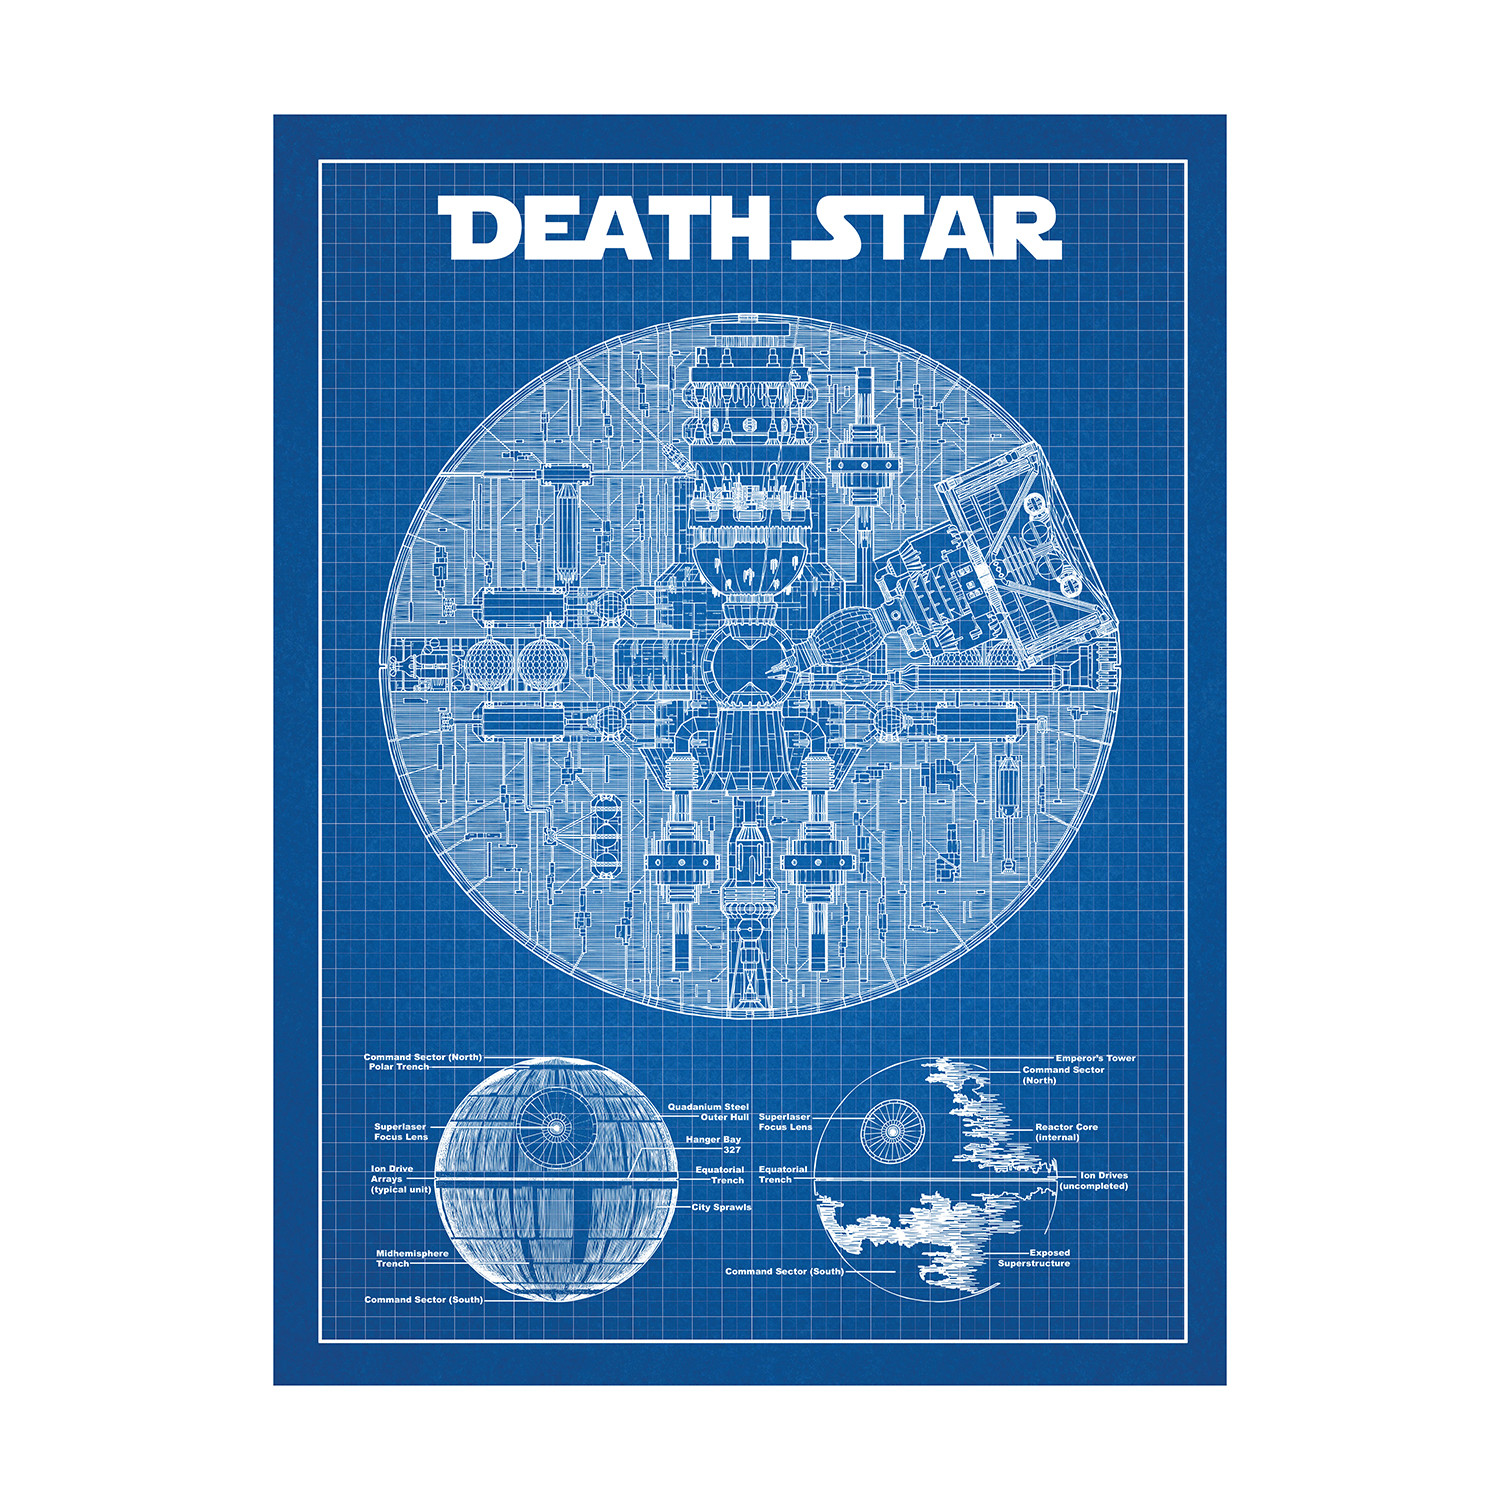 DEATH STAR
Command Sector (North)
Polar Trench
Superlaser
Focus Lens
Ion Drive
Arrays
(typical unit)
Midhemisphere
Trench
Command Sector (South)
Quadanium Steel
Outer Hull
Hanger Bay
327
Equatorial
Trench
City Sprawls
Superlaser
Focus Lens
Equatorial
Trench
Command Sector (South)
Emperor's Tower
Command Sector
(North)
Reactor Core
(internal)
Ion Drives
(uncompleted)
Exposed
Superstructure